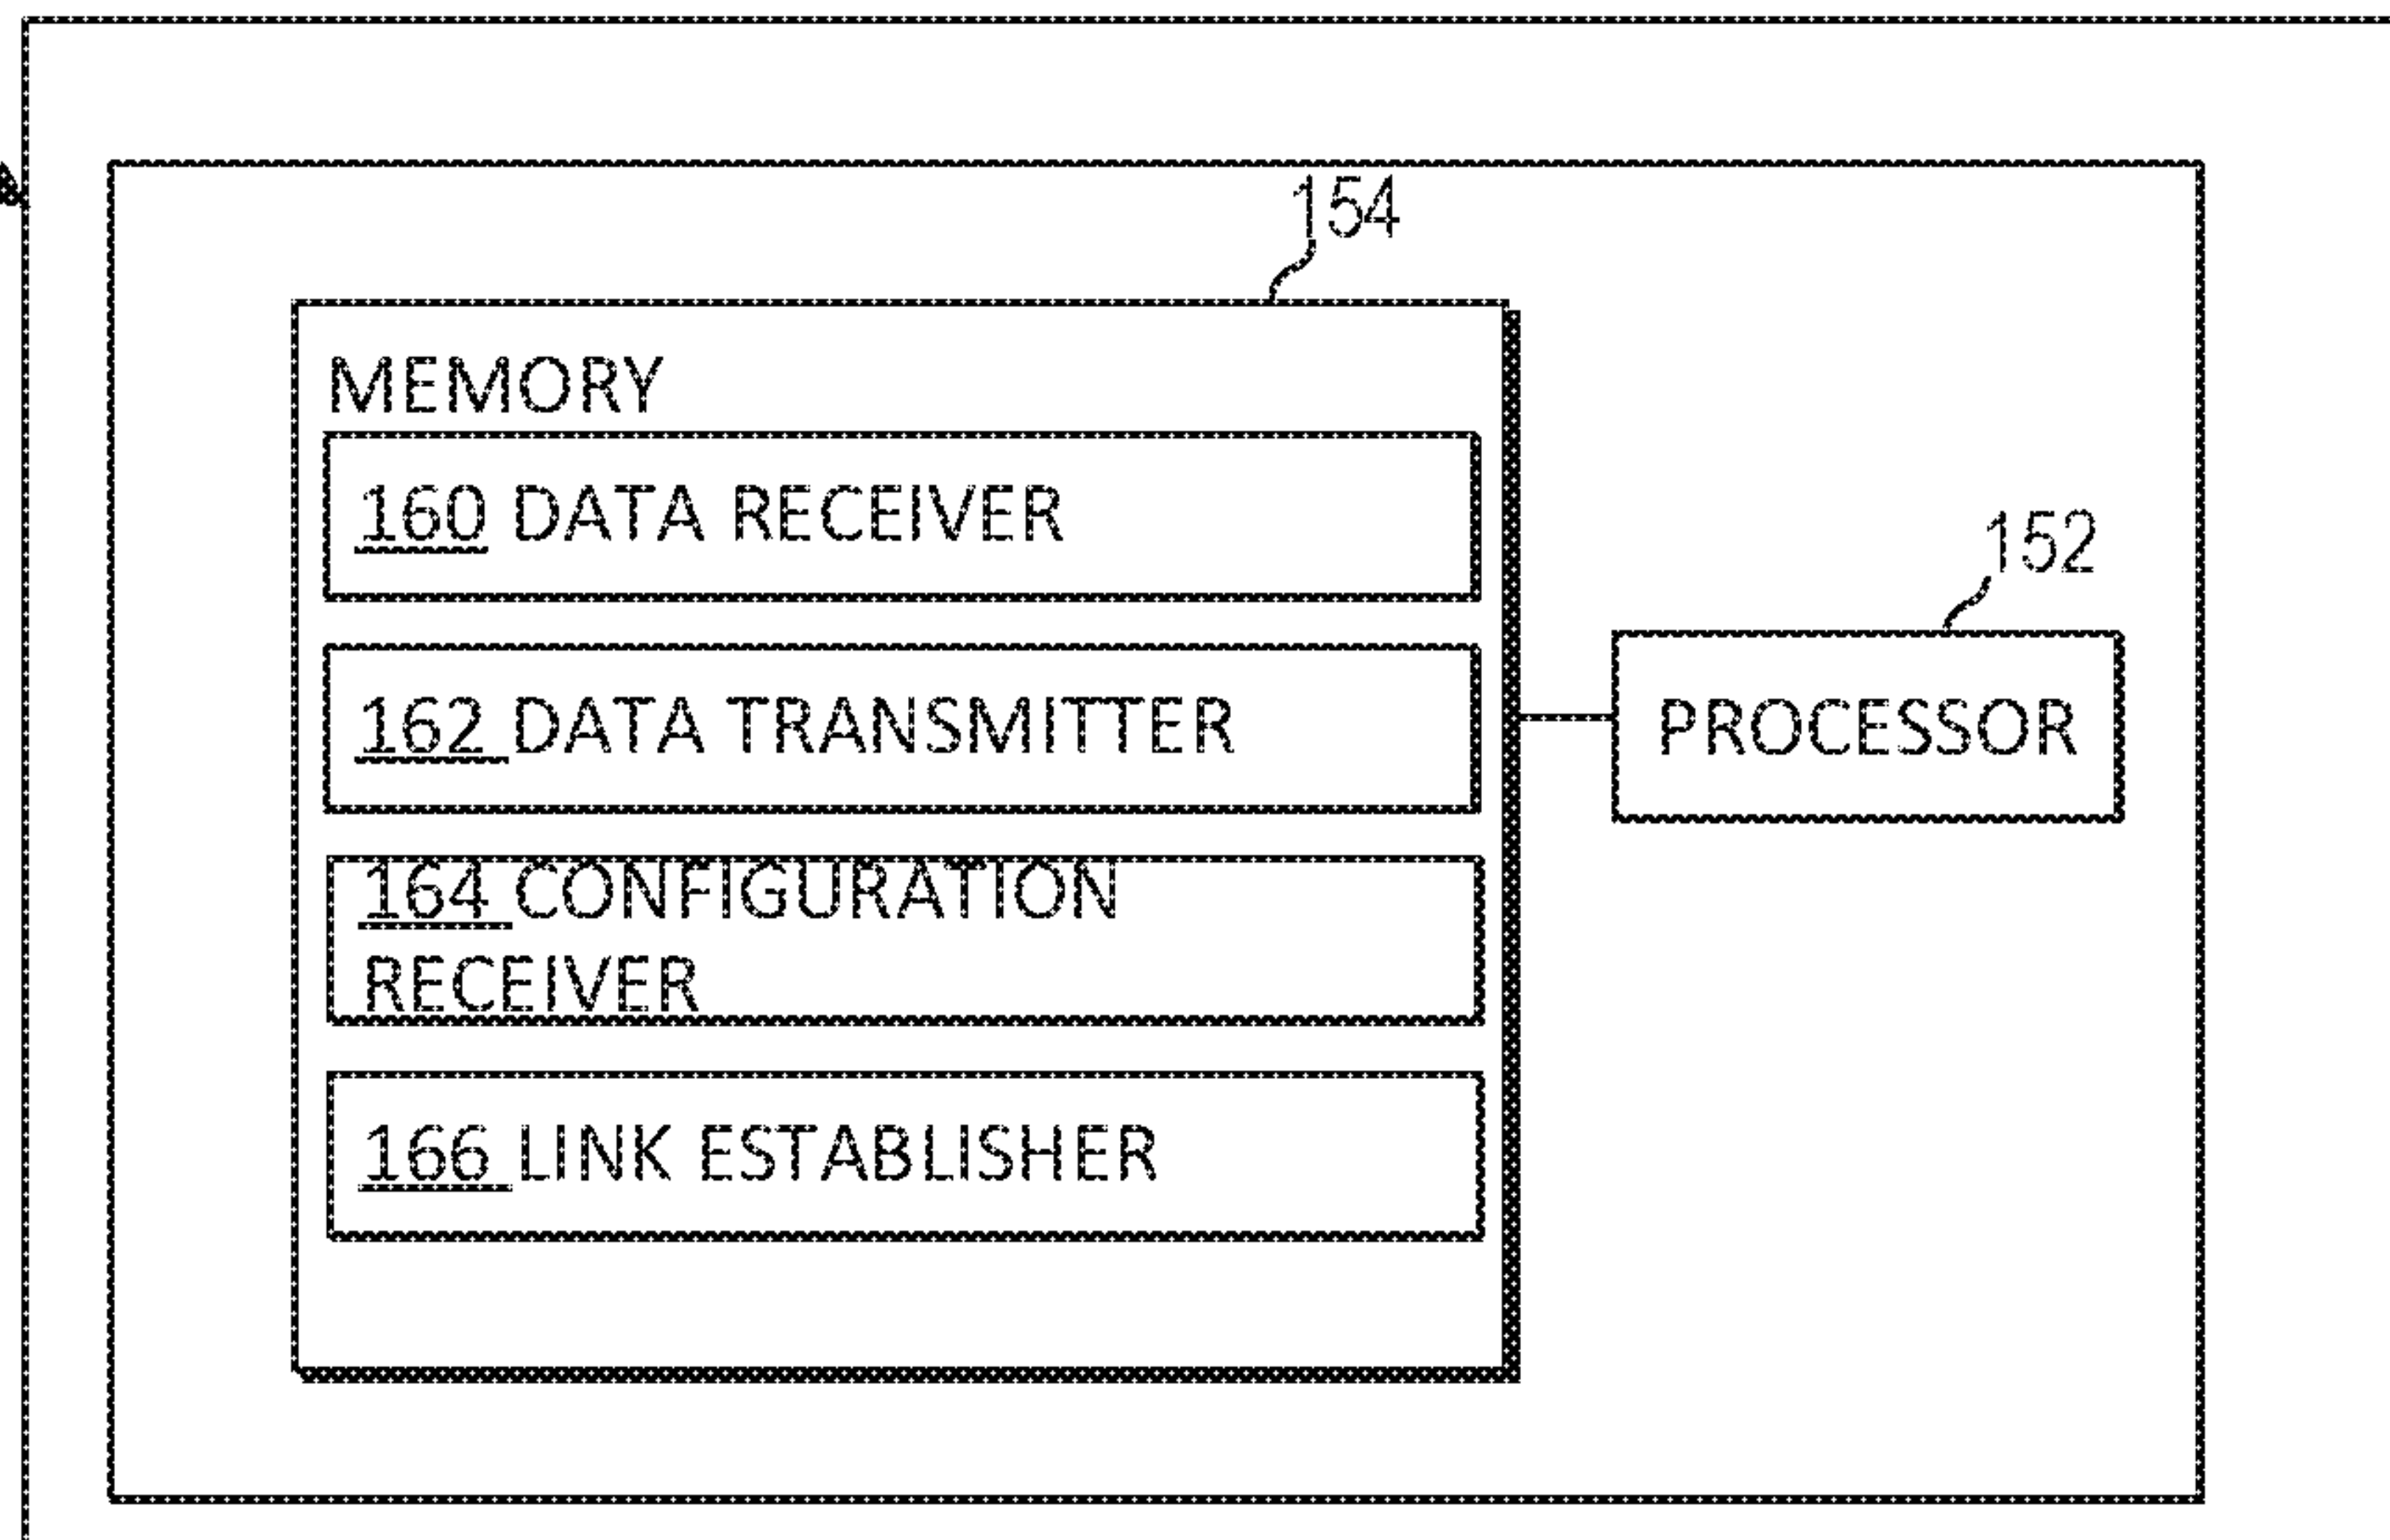 154
MEMORY
160 DATA RECEIVER
152
162 DATA TRANSMITTER
PROCESSOR
164 CONFIGURATION
RECEIVER
166 LINK ESTABLISHER